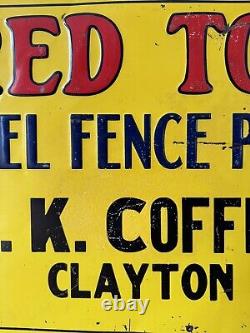 RED TO
EL FENCE P
. K. COFF
CLAYTON